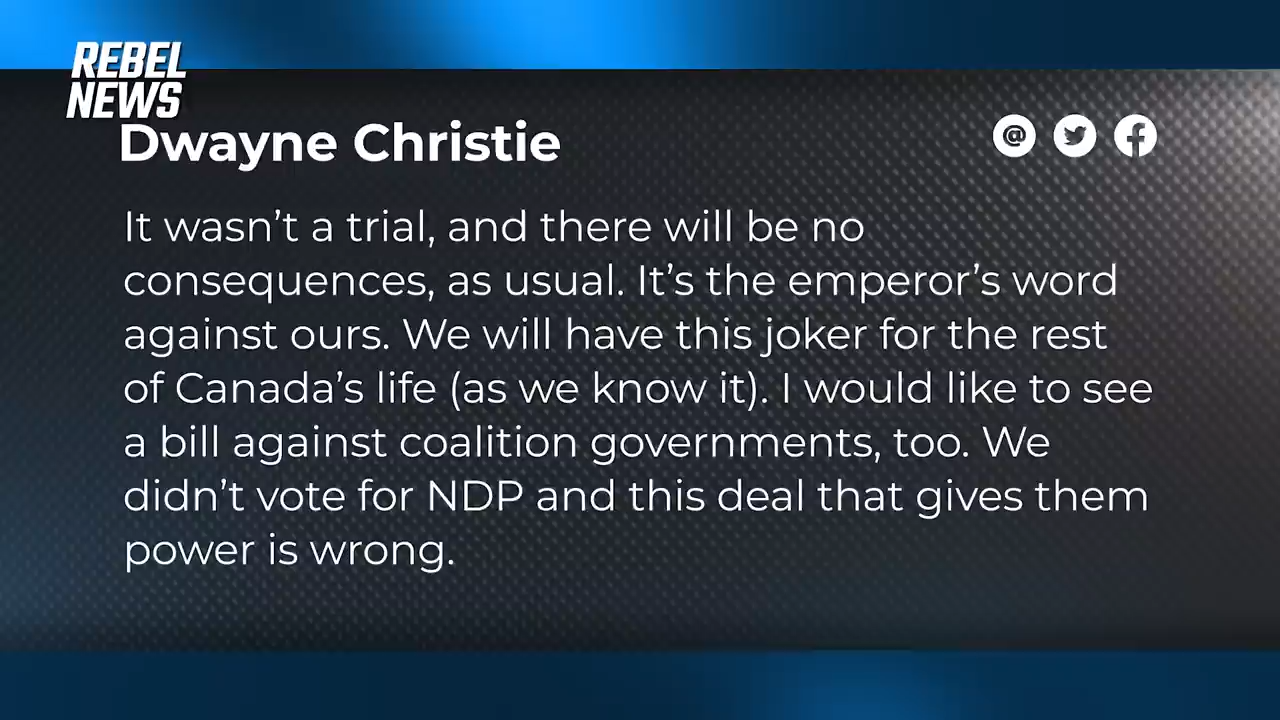 REBEL
NEWS
Dwayne Christie
It wasn’t a trial, and there will be no
consequences, as usual. It’s the emperor’s word
against ours. We will have this joker for the rest
of Canada’s life (as we know it). I would like to see
a bill against coalition governments, too. We
didn’t vote for NDP and this deal that gives them
power is wrong.